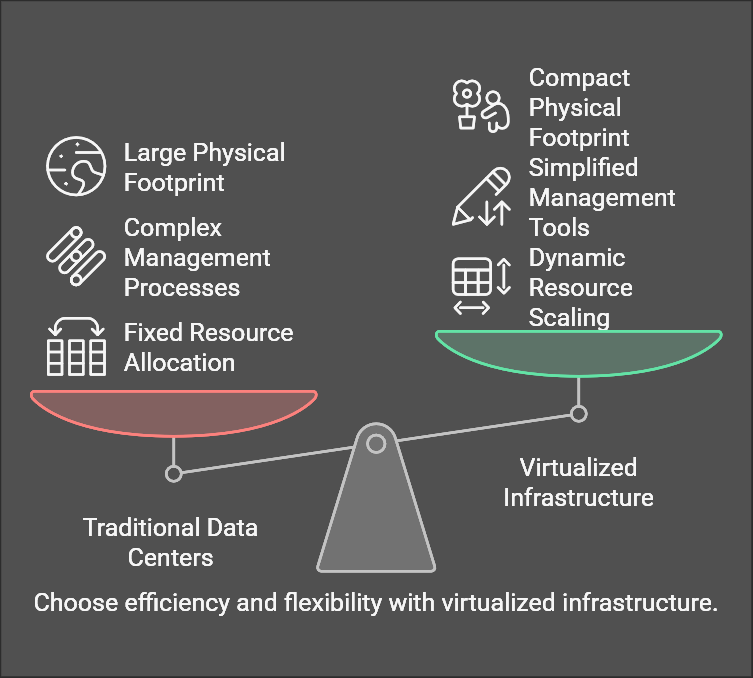 Large Physical
Footprint
Complex
Management
Processes
Fixed Resource
Allocation
Compact
Physical
Footprint
Simplified
Management
Tools
Dynamic
Resource
Scaling
Traditional Data
Centers
Virtualized
Infrastructure
Choose efficiency and flexibility with virtualized infrastructure.